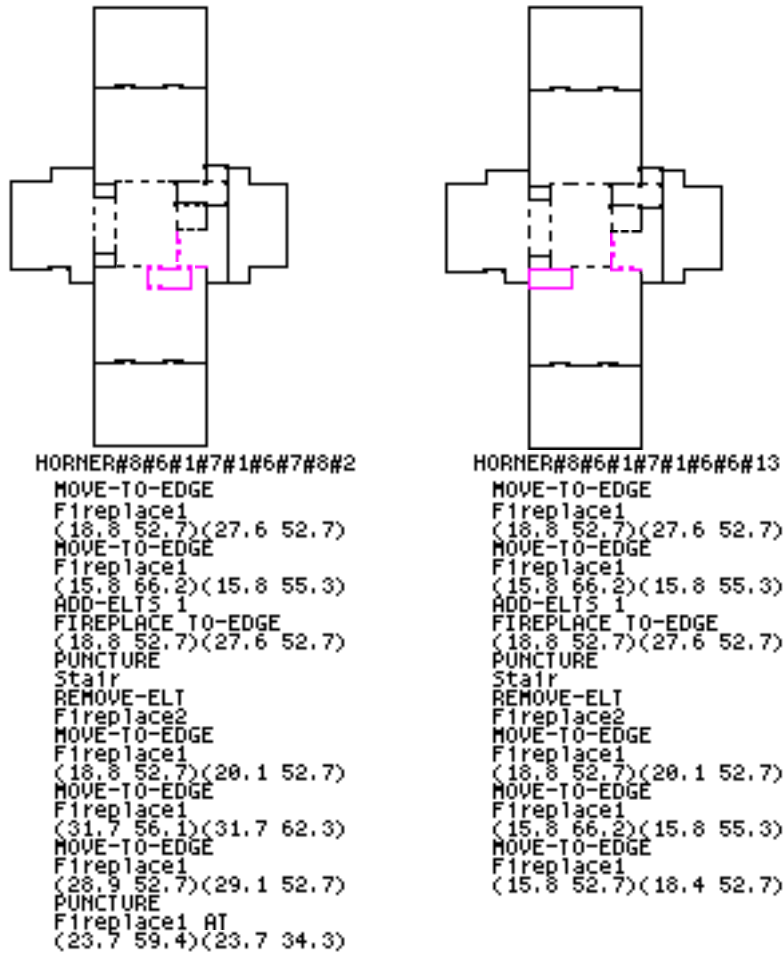 HORNER#8#6#1#7#1#6#7#8#2
MOVE-TO-EDGE
Fireplace1
(18.8 52.7)(27.6 52.7)
MOVE-TO-EDGE
Fireplace1
(15.8 66.2)(15.8 55.3)
ADD-ELTS 1
FIREPLACE TO-EDGE
(18.8 52.7)(27.6 52.7)
PUNCTURE
Stair
REMOVE-ELT
Fireplace2
MOVE-TO-EDGE
Fireplace1
(18.8 52.7)(20.1 52.7)
MOVE-TO-EDGE
Fireplace1
(31.7 56.1)(31.7 62.3)
MOVE-TO-EDGE
Fireplace1
(28.9 52.7)(29.1 52.7)
PUNCTURE
Fireplace1 AT
(23.7 59.4)(23.7 34.3)
HORNER#8#6#1#7#1#6#6#13
MOVE-TO-EDGE
Fireplace1
(18.8 52.7)(27.6 52.7)
MOVE-TO-EDGE
Fireplace1
(15.8 66.2)(15.8 55.3)
ADD-ELTS 1
FIREPLACE TO-EDGE
(18.8 52.7)(27.6 52.7)
PUNCTURE
Stair
REMOVE-ELT
Fireplace2
MOVE-TO-EDGE
Fireplace1
(18.8 52.7)(20.1 52.7)
MOVE-TO-EDGE
Fireplace1
(15.8 66.2)(15.8 55.3)
MOVE-TO-EDGE
Fireplace1
(15.8 52.7)(18.4 52.7)